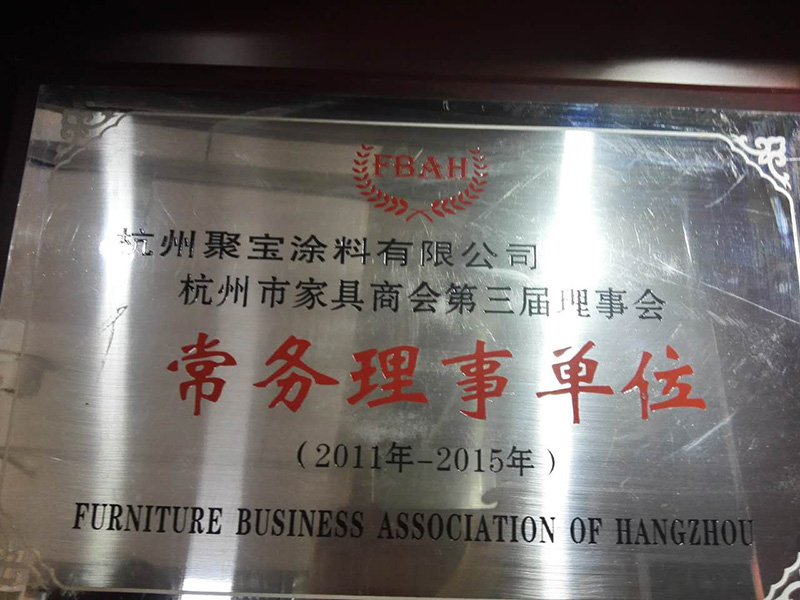 FBAH
杭州聚宝涂料有限公司
杭州市家具商会第三届理事会
常务理事单位
(2011年-2015年)
FURNITURE BUSINESS ASSOCIATION OF HANGZHOU